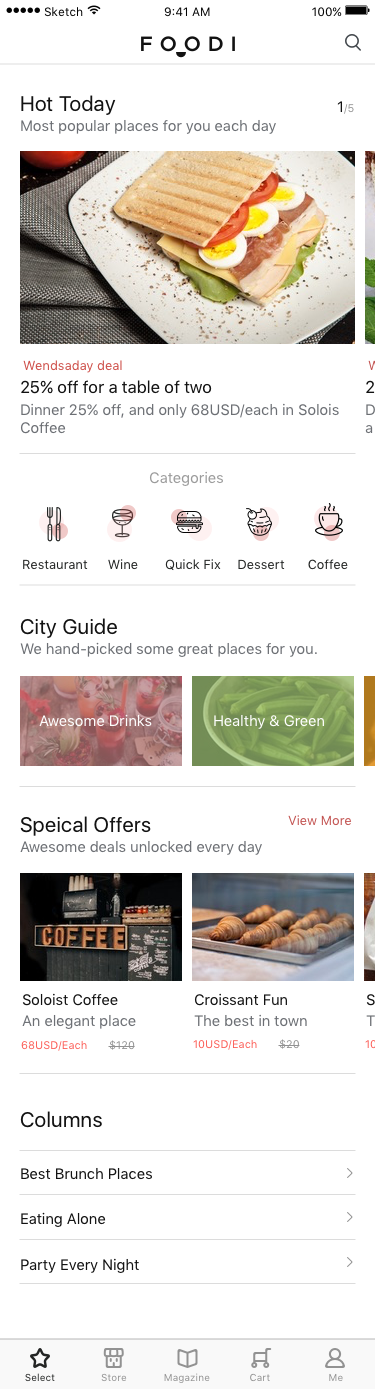 Sketch 9:41 AM 100%
FOODI
Hot Today 1/5
Most popular places for you each day
Wendsaday deal
25% off for a table of two 2
Dinner 25% off, and only 68USD/each in Solois D
Coffee a
Categories
Restaurant Wine Quick Fix Dessert Coffee
City Guide
We hand-picked some great places for you.
Awesome Drinks Healthy & Green
Speical Offers View More
Awesome deals unlocked every day
COFFEE
Soloist Coffee Croissant Fun S
An elegant place The best in town T
68USD/Each $120 10USD/Each $20 10
Columns
Best Brunch Places
Eating Alone
Party Every Night
Select Store Magazine Cart Me